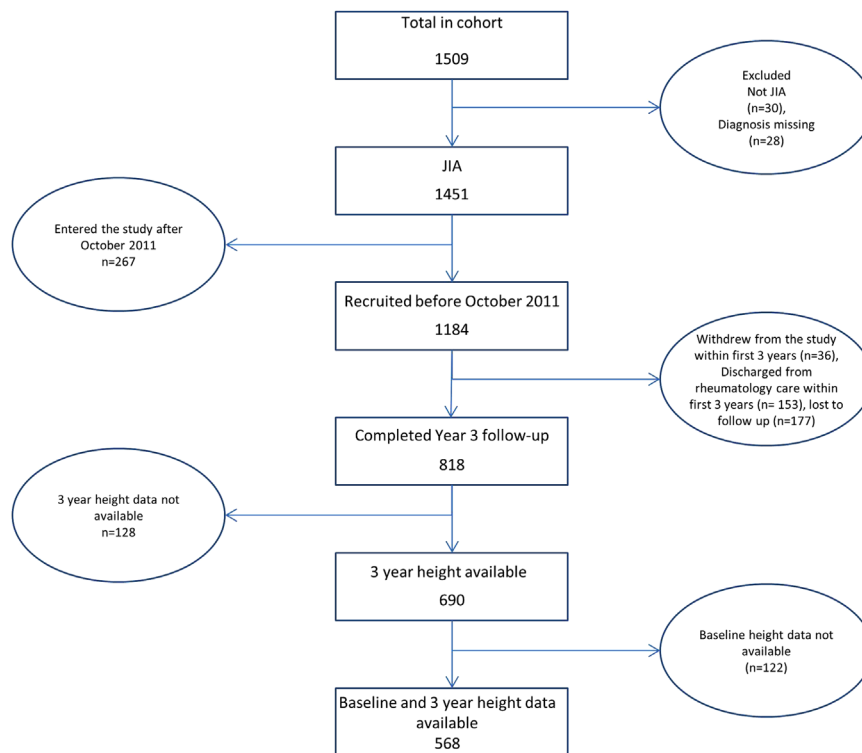 Total in cohort
1509
Excluded
Not JIA
(n=30),
Diagnosis missing
(n=28)
JIA
1451
Entered the study after
October 2011
n=267
Recruited before October 2011
1184
Withdrew from the study
within first 3 years (n=36),
Discharged from
rheumatology care within
first 3 years (n= 153), lost to
follow up (n=177)
Completed Year 3 follow-up
818
3 year height data not
available
n=128
3 year height available
690
Baseline height data not
available
(n=122)
Baseline and 3 year height data
available
568